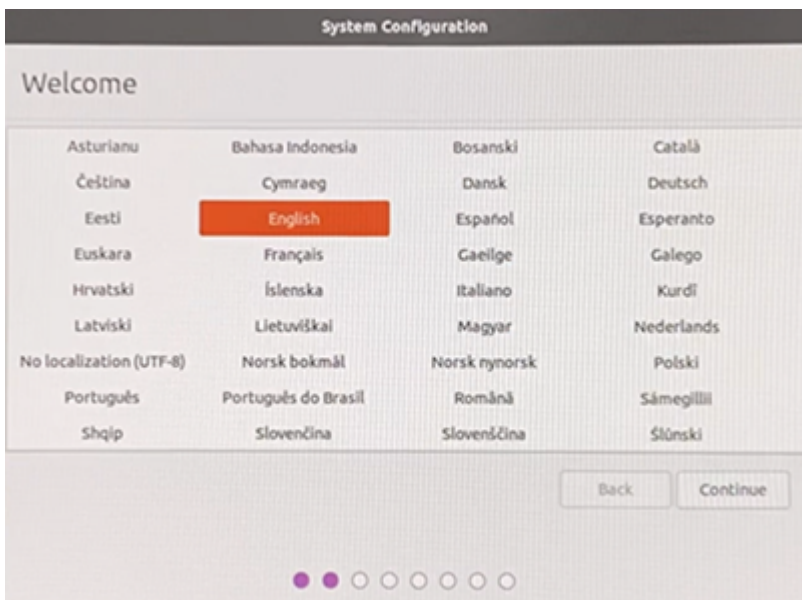 System Configuration
Welcome
Asturianu Bahasa Indonesia Bosanski Català
Čeština Cymraeg Dansk Deutsch
Eesti English Español Esperanto
Euskara Français Gaeilge Galego
Hrvatski Íslenska Italiano Kurdî
Latviski Lietuviškai Magyar Nederlands
No localization (UTF-8) Norsk bokmål Norsk nynorsk Polski
Português Português do Brasil Română Sámegillii
Shqip Slovenčina Slovenščina Ślůnski
Back Continue